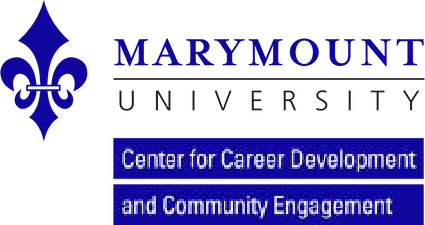 MARYMOUNT
UNIVERSITY
Center for Career Development
and Community Engagement